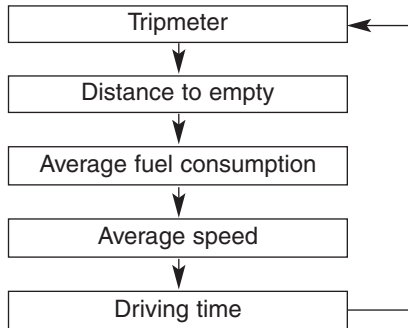 Tripmeter
Distance to empty
Average fuel consumption
Average speed
Driving time